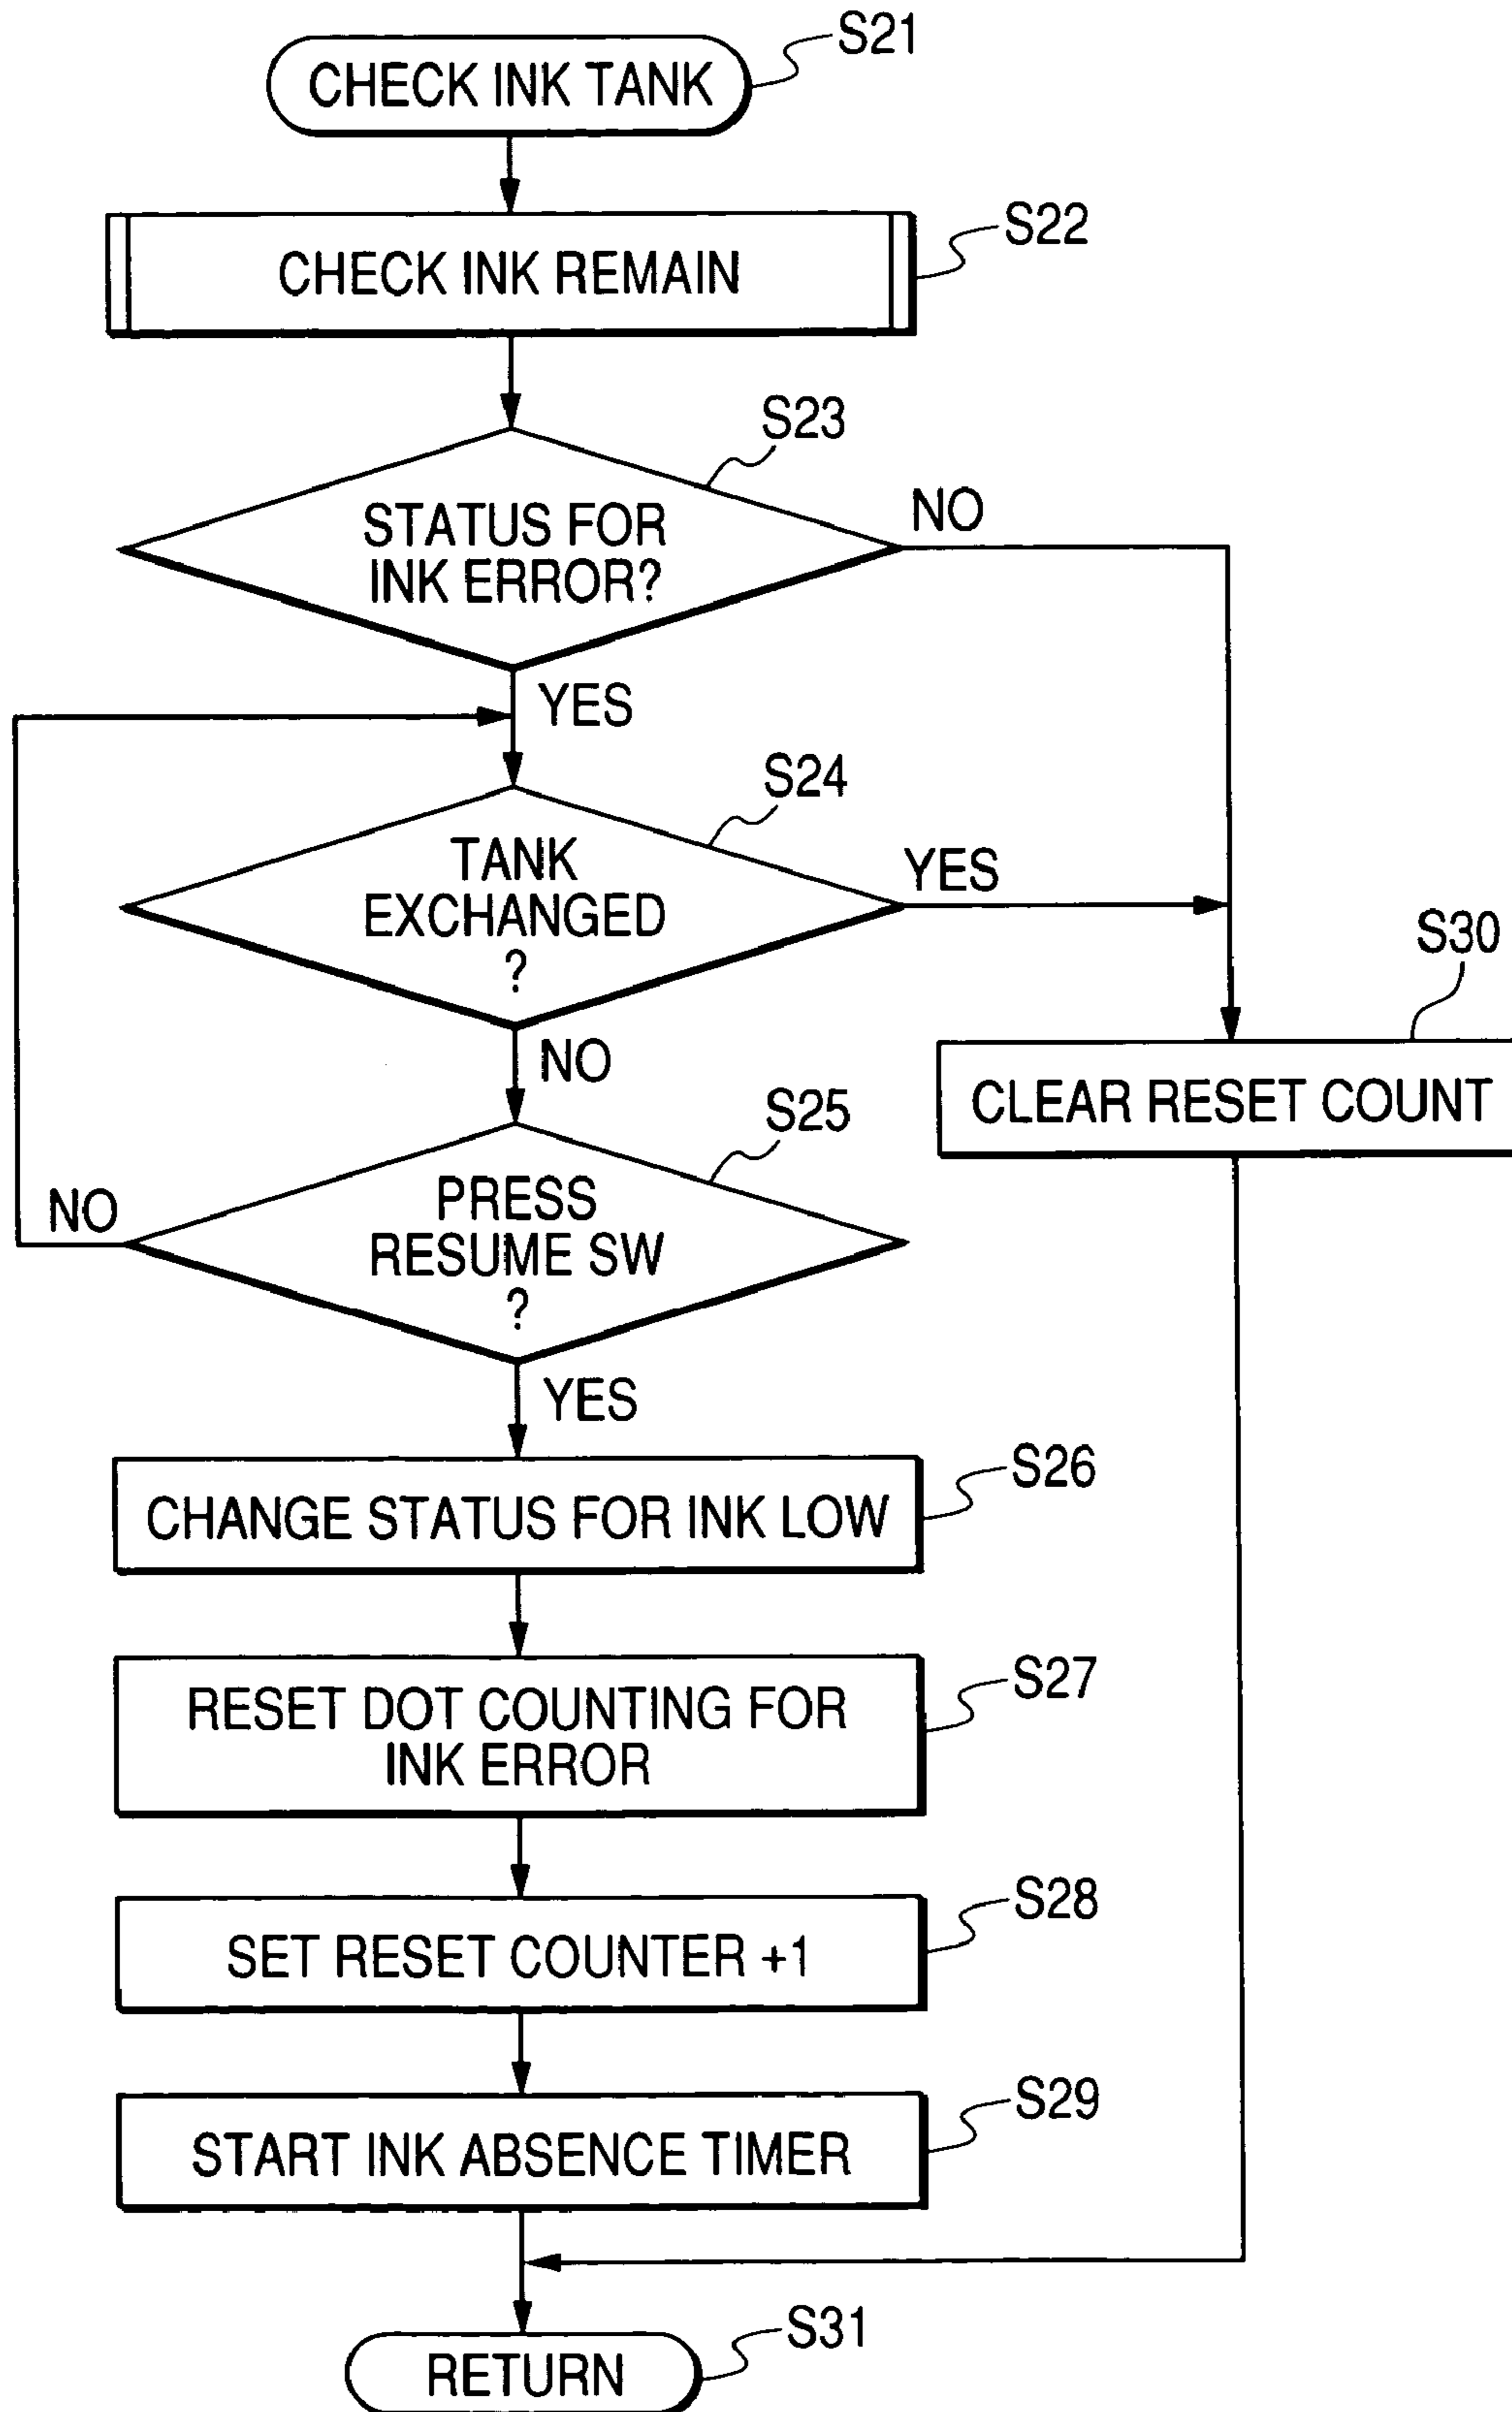 S21
CHECK INK TANK
S22
CHECK INK REMAIN
S23
STATUS FOR
INK ERROR?
NO
YES
S24
TANK
EXCHANGED
?
YES
S30
NO
CLEAR RESET COUNT
S25
PRESS
RESUME SW
?
NO
YES
S26
CHANGE STATUS FOR INK LOW
S27
RESET DOT COUNTING FOR
INK ERROR
S28
SET RESET COUNTER +1
S29
START INK ABSENCE TIMER
S31
RETURN